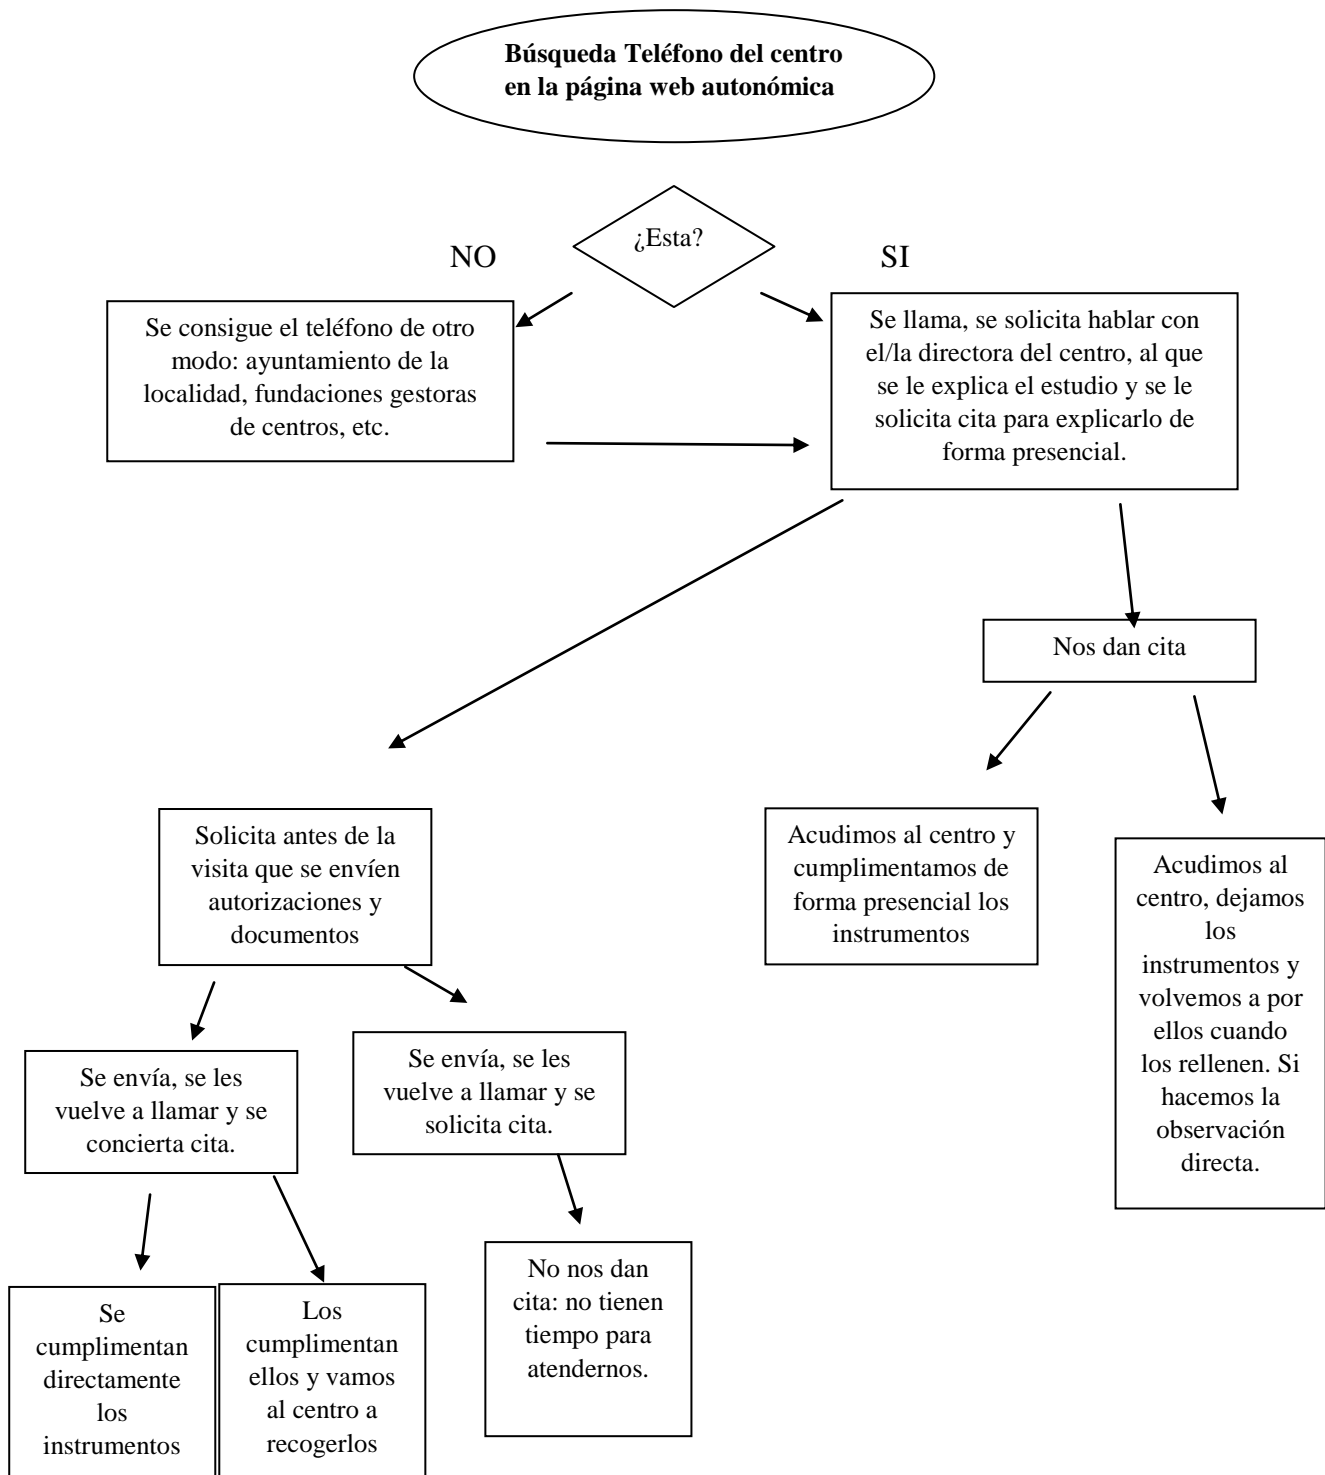 Búsqueda Teléfono del centro
en la página web autonómica
¿Esta?
NO
SI
Se consigue el teléfono de otro
modo: ayuntamiento de la
localidad, fundaciones gestoras
de centros, etc.
Se llama, se solicita hablar con
el/la directora del centro, al que
se le explica el estudio y se le
solicita cita para explicarlo de
forma presencial.
Nos dan cita
Solicita antes de la
visita que se envíen
autorizaciones y
documentos
Acudimos al centro y
cumplimentamos de
forma presencial los
instrumentos
Acudimos al
centro, dejamos
los
instrumentos y
volvemos a por
ellos cuando
los rellenen. Si
hacemos la
observación
directa.
Se envía, se les
vuelve a llamar y se
concierta cita.
Se envía, se les
vuelve a llamar y se
solicita cita.
Se
cumplimentan
directamente
los
instrumentos
Los
cumplimentan
ellos y vamos
al centro a
recogerlos
No nos dan
cita: no tienen
tiempo para
atendernos.